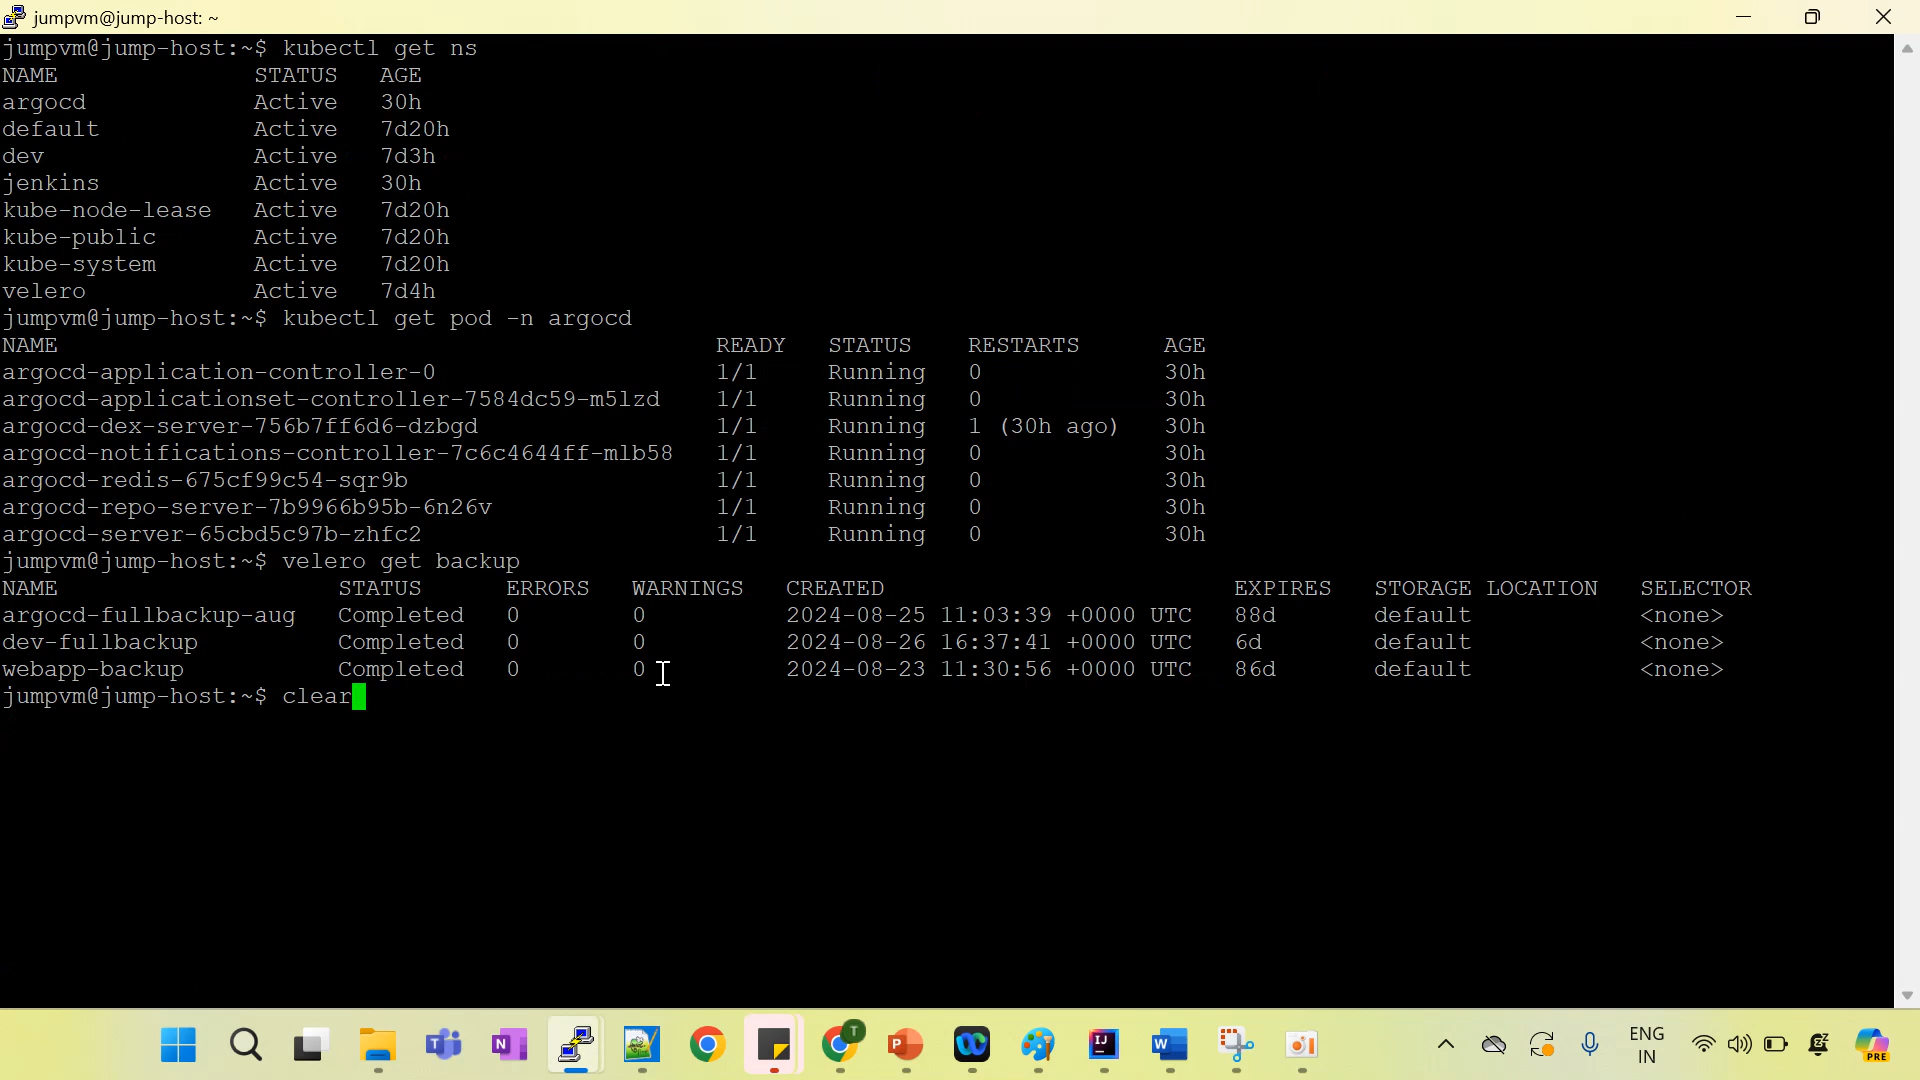 jumpvm@jump-host: ~
jumpvm@jump-host:~$ kubectl get ns
NAME STATUS AGE
argocd Active 30h
default Active 7d20h
dev Active 7d3h
jenkins Active 30h
kube-node-lease Active 7d20h
kube-public Active 7d20h
kube-system Active 7d20h
velero Active 7d4h
jumpvm@jump-host:~$ kubectl get pod -n argocd
NAME READY STATUS RESTARTS AGE
argocd-application-controller-0 1/1 Running 0 30h
argocd-applicationset-controller-7584dc59-m5lzd 1/1 Running 0 30h
argocd-dex-server-756b7ff6d6-dzbgd 1/1 Running 1 (30h ago) 30h
argocd-notifications-controller-7c6c4644ff-mlb58 1/1 Running 0 30h
argocd-redis-675cf99c54-sqr9b 1/1 Running 0 30h
argocd-repo-server-7b9966b95b-6n26v 1/1 Running 0 30h
argocd-server-65cbd5c97b-zhfc2 1/1 Running 0 30h
jumpvm@jump-host:~$ velero get backup
NAME STATUS ERRORS WARNINGS CREATED EXPIRES STORAGE LOCATION SELECTOR
argocd-fullbackup-aug Completed 0 0 2024-08-25 11:03:39 +0000 UTC 88d default <none>
dev-fullbackup Completed 0 0 2024-08-26 16:37:41 +0000 UTC 6d default <none>
webapp-backup Completed 0 0 2024-08-23 11:30:56 +0000 UTC 86d default <none>
jumpvm@jump-host:~$ clear
ENG
IN
PRE